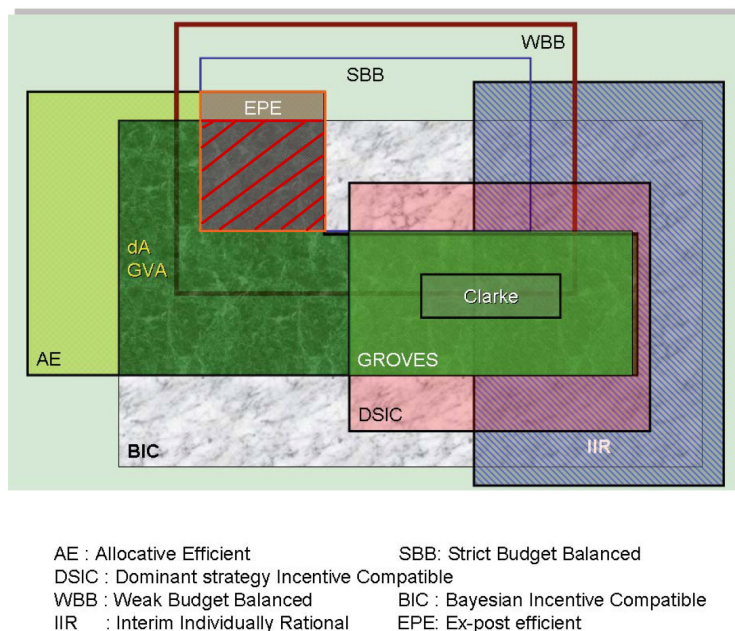 WBB
SBB
EPE
dA
GVA
Clarke
AE
GROVES
DSIC
BIC
IIR
AE : Allocative Efficient
SBB: Strict Budget Balanced
DSIC : Dominant strategy Incentive Compatible
WBB : Weak Budget Balanced
BIC : Bayesian Incentive Compatible
IIR : Interim Individually Rational
EPE: Ex-post efficient